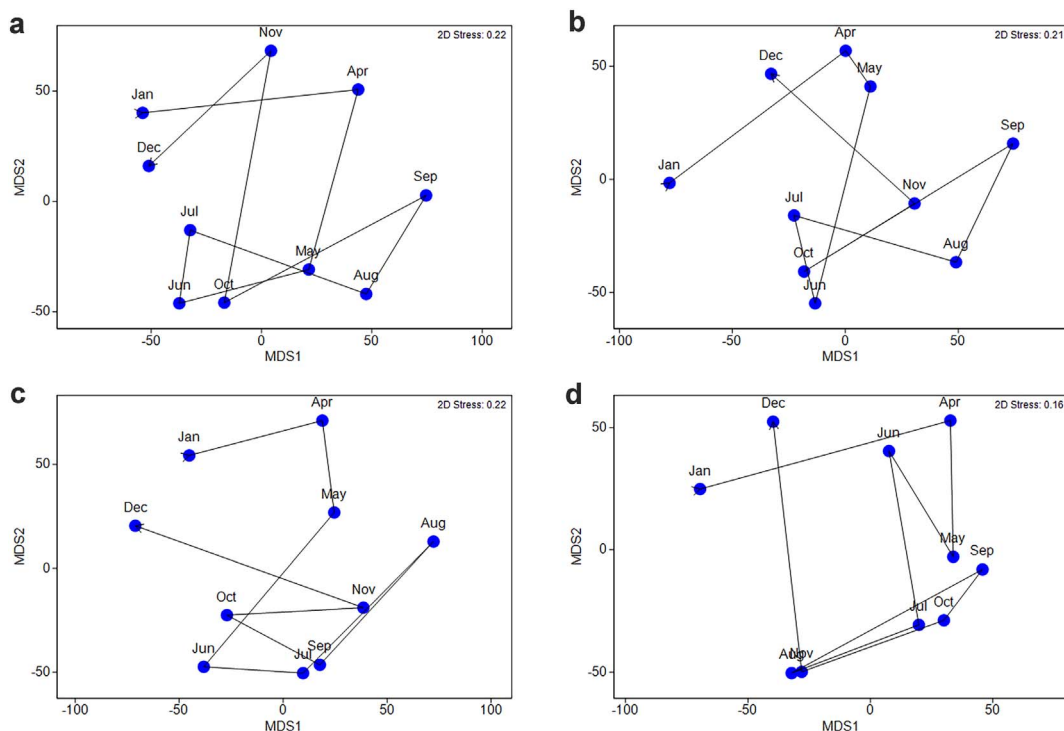 a
2D Stress: 0.22
Nov
Apr
Jan
Dec
Sep
Jul
May
Aug
Jun
Oct
50
0
-50
MDS2
-50
0
50
100
MDS1
b
2D Stress: 0.21
Apr
Dec
May
Sep
Jan
Nov
Jul
Oct
Aug
Jun
50
0
-50
MDS2
-100
-50
0
50
MDS1
c
2D Stress: 0.22
Apr
Jan
May
Dec
Aug
Nov
Oct
Sep
Jun
Jul
50
0
-50
MDS2
-100
-50
0
50
100
MDS1
d
2D Stress: 0.16
Dec
Apr
Jun
Jan
May
Sep
Jul
Oct
Aug
Nov
50
0
-50
MDS2
-100
-50
0
50
MDS1